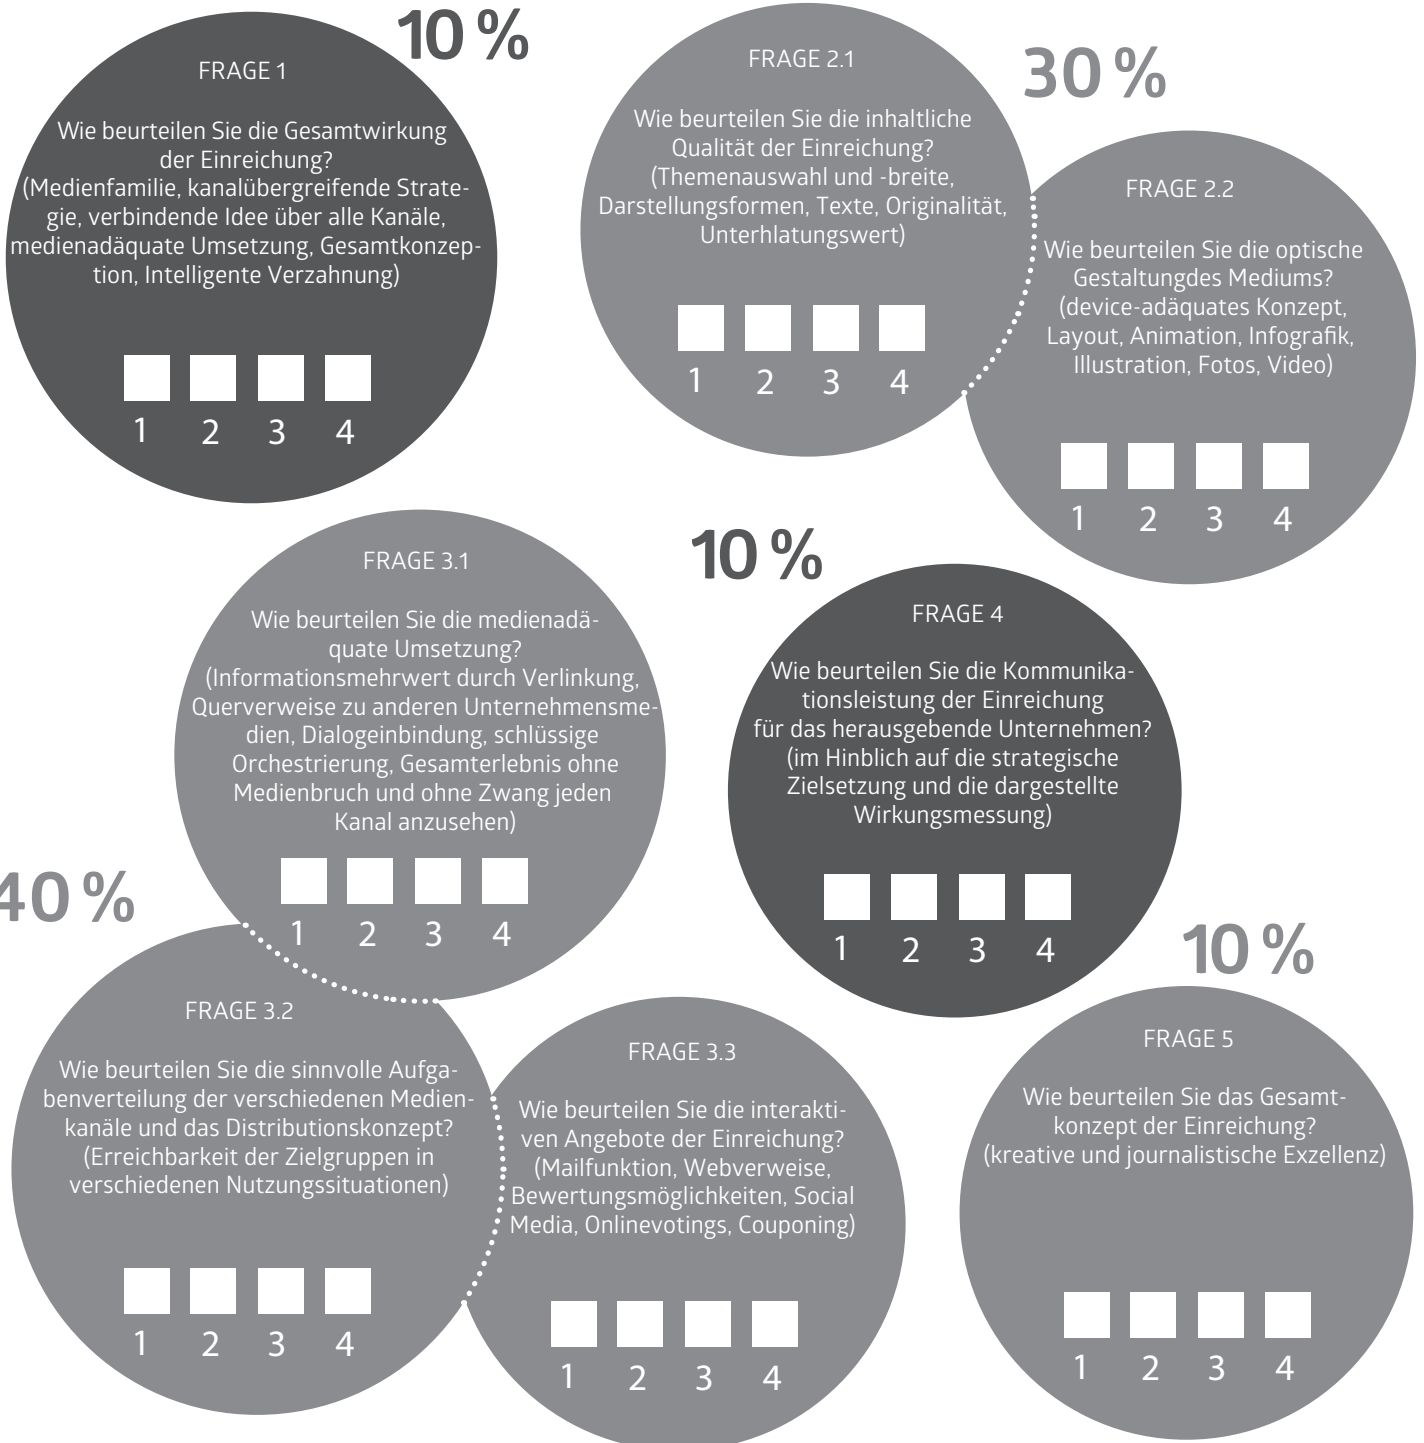 10 %
FRAGE 1
Wie beurteilen Sie die Gesamtwirkung
der Einreichung?
(Medienfamilie, kanalübergreifende Strate-
gie, verbindende Idee über alle Kanäle,
medienadäquate Umsetzung, Gesamtkonzep-
tion, Intelligente Verzahnung)
1 2 3 4
FRAGE 2.1
Wie beurteilen Sie die inhaltliche
Qualität der Einreichung?
(Themenauswahl und -breite,
Darstellungsformen, Texte, Originalität,
Unterhlatungswert)
1 2 3 4
30 %
FRAGE 2.2
Wie beurteilen Sie die optische
Gestaltungdes Mediums?
(device-adäquates Konzept,
Layout, Animation, Infografik,
Illustration, Fotos, Video)
1 2 3 4
FRAGE 3.1
Wie beurteilen Sie die medienadä-
quate Umsetzung?
(Informationsmehrwert durch Verlinkung,
Querverweise zu anderen Unternehmensme-
dien, Dialogeinbindung, schlüssige
Orchestrierung, Gesamterlebnis ohne
Medienbruch und ohne Zwang jeden
Kanal anzusehen)
1 2 3 4
10 %
FRAGE 4
Wie beurteilen Sie die Kommunika-
tionsleistung der Einreichung
für das herausgebende Unternehmen?
(im Hinblich auf die strategische
Zielsetzung und die dargestellte
Wirkungsmessung)
1 2 3 4
40 %
FRAGE 3.2
Wie beurteilen Sie die sinnvolle Aufga-
benverteilung der verschiedenen Medien-
kanäle und das Distributionskonzept?
(Erreichbarkeit der Zielgruppen in
verschiedenen Nutzungssituationen)
1 2 3 4
FRAGE 3.3
Wie beurteilen Sie die interakti-
ven Angebote der Einreichung?
(Mailfunktion, Webverweise,
Bewertungsmöglichkeiten, Social
Media, Onlinevotings, Couponing)
1 2 3 4
10 %
FRAGE 5
Wie beurteilen Sie das Gesamt-
konzept der Einreichung?
(kreative und journalistische Exzellenz)
1 2 3 4